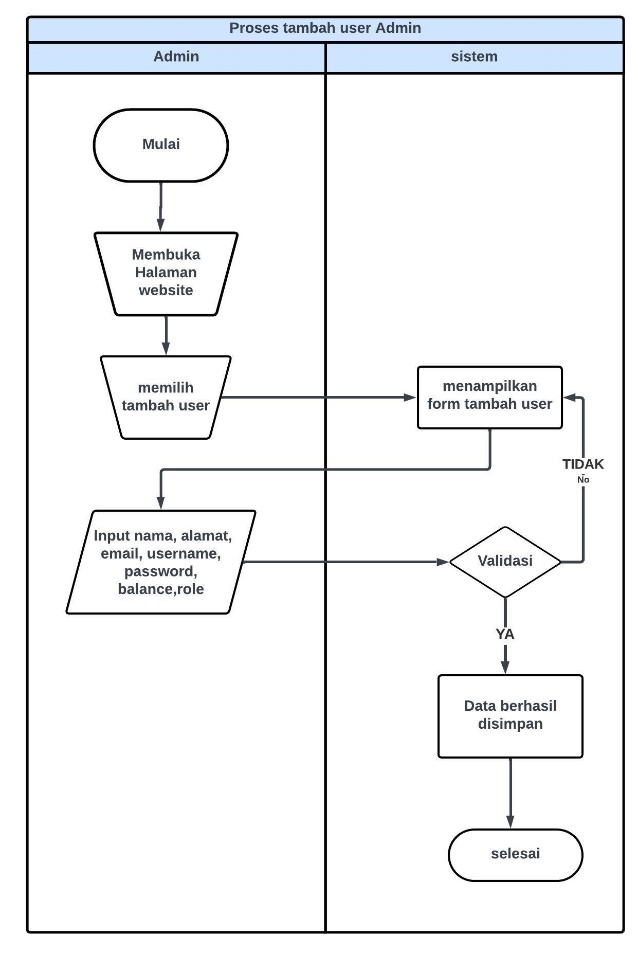 Proses tambah user Admin
Admin
sistem
Mulai
Membuka
Halaman
website
memilih
tambah user
menampilkan
form tambah user
TIDAK
No
Input nama, alamat,
email, username,
password,
balance,role
Validasi
YA
Data berhasil
disimpan
selesai